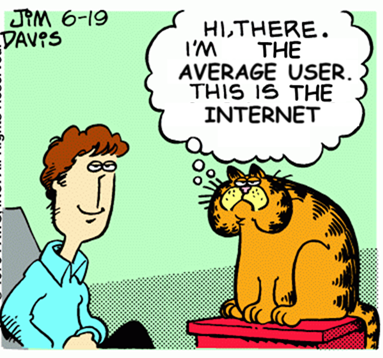 JIM 6-19
DAVIS
HI, THERE.
I'M THE
AVERAGE USER.
THIS IS THE
INTERNET